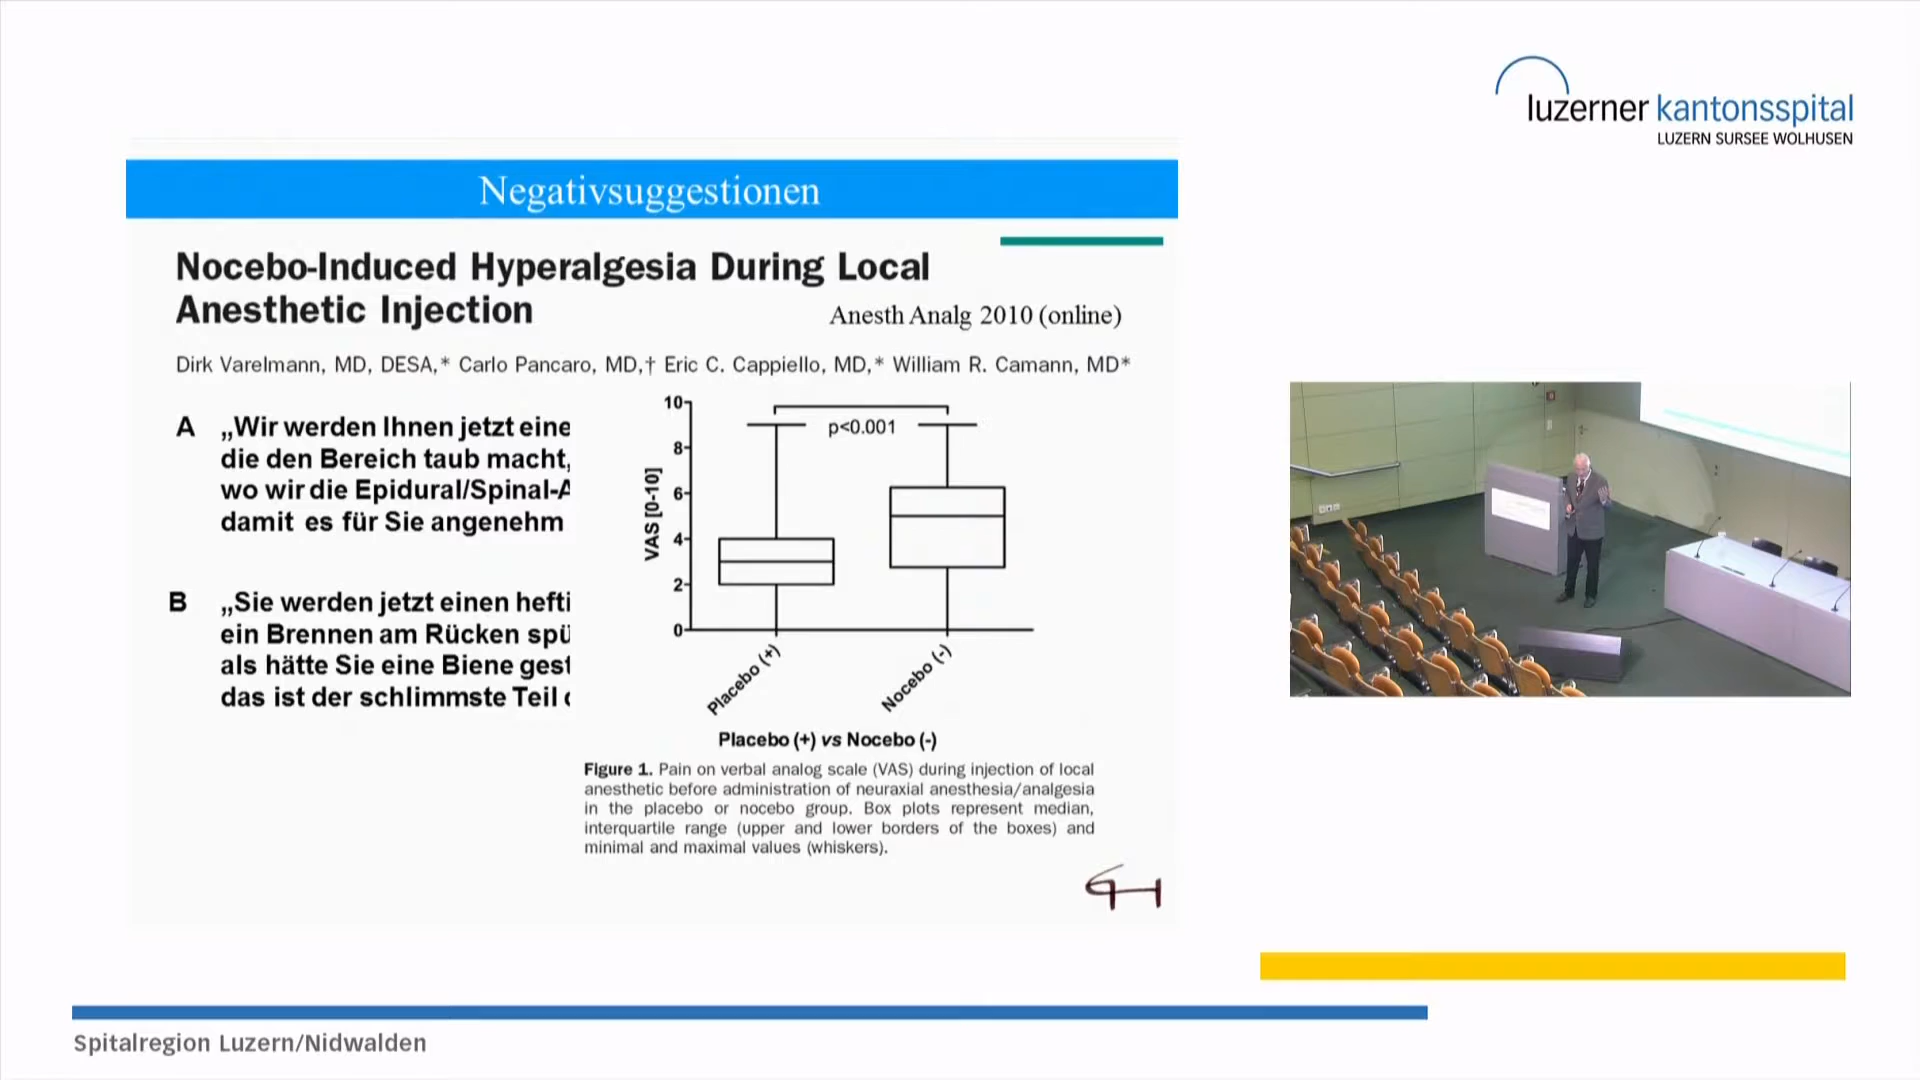 luzerner kantonsspital
LUZERN SURSEE WOLHUSEN
Negativsuggestionen
Nocebo-Induced Hyperalgesia During Local
Anesthetic Injection
Anesth Analg 2010 (online)
Dirk Varelmann, MD, DESA,* Carlo Pancaro, MD,† Eric C. Cappiello, MD,* William R. Camann, MD*
A „Wir werden Ihnen jetzt eine
die den Bereich taub macht,
wo wir die Epidural/Spinal-A
damit es für Sie angenehm
B „Sie werden jetzt einen hefti
ein Brennen am Rücken spü
als hätte Sie eine Biene gest
das ist der schlimmste Teil
VAS [0-10]
10
8
6
4
2
0
p<0.001
Placebo (+)
Nocebo (-)
Placebo (+) vs Nocebo (-)
Figure 1. Pain on verbal analog scale (VAS) during injection of local
anesthetic before administration of neuraxial anesthesia/analgesia
in the placebo or nocebo group. Box plots represent median,
interquartile range (upper and lower borders of the boxes) and
minimal and maximal values (whiskers).
Spitalregion Luzern/Nidwalden